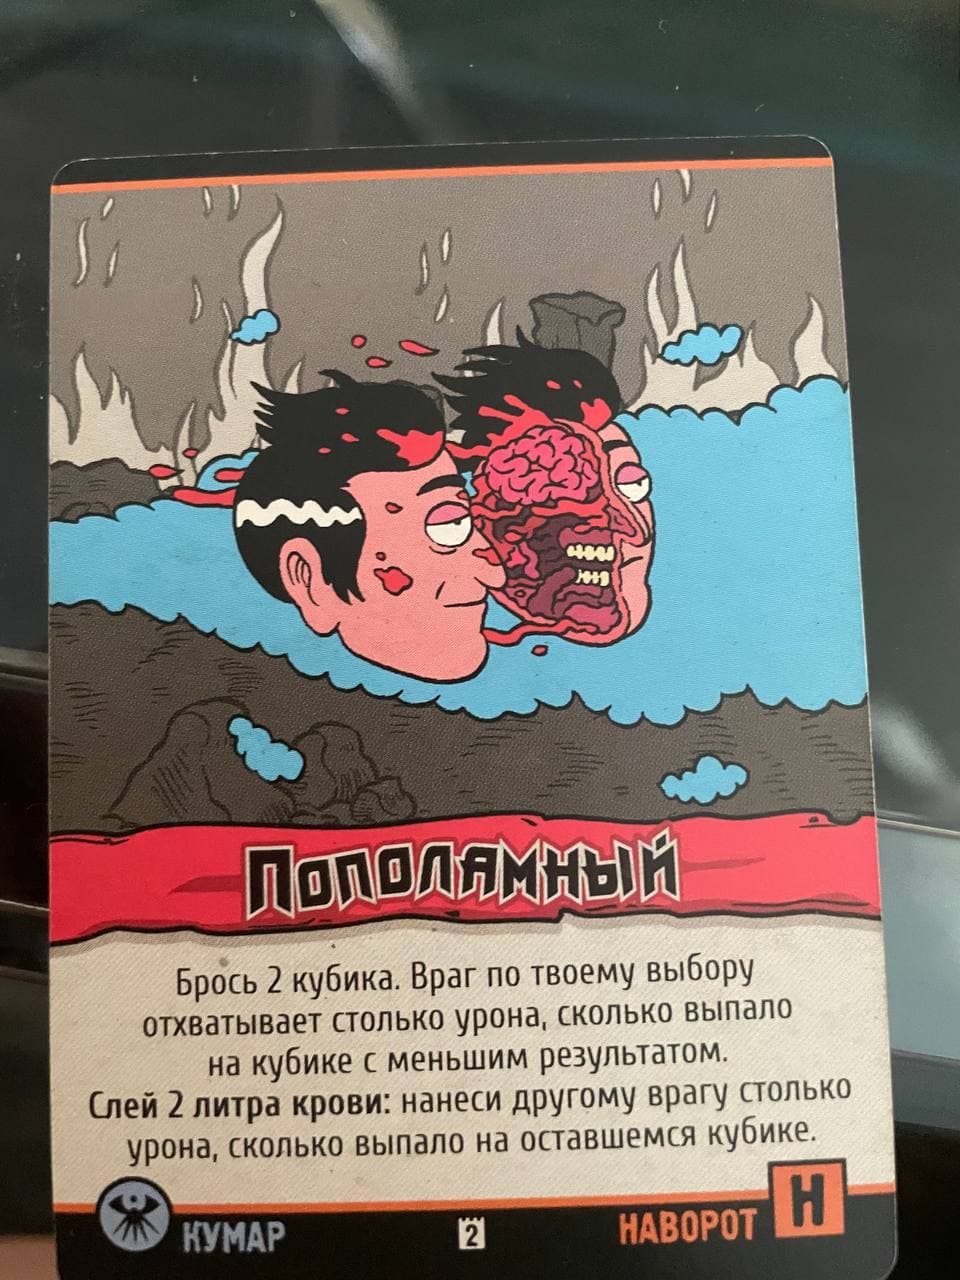 Пополямный
Брось 2 кубика. Враг по твоему выбору
отхватывает столько урона, сколько выпало
на кубике с меньшим результатом.
Слей 2 литра крови: нанеси другому врагу столько
урона, сколько выпало на оставшемся кубике.
КУМАР 2 НАВОРОТ Н